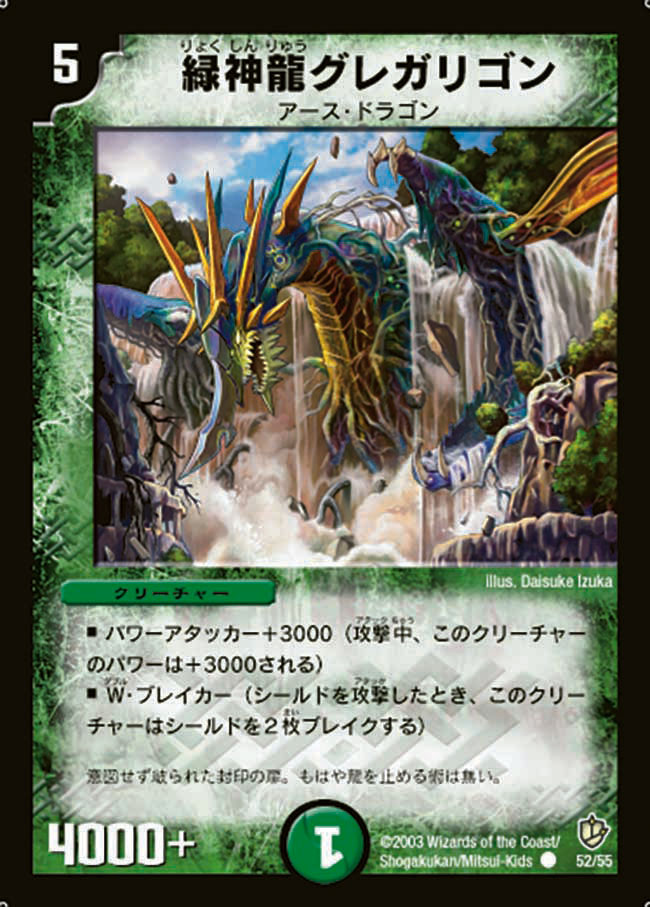 5
りょくしんりゅう
緑神龍グレガリゴン
アース・ドラゴン
illus. Daisuke Izuka
クリーチャー
■ パワーアタッカー+3000（攻撃中、このクリーチャー
のパワーは+3000される）
■ W・ブレイカー（シールドを攻撃したとき、このクリー
チャーはシールドを２枚ブレイクする）
意図せず破られた封印の扉。もはや龍を止める術は無い。
4000+
1
©2003 Wizards of the Coast/
Shogakukan/Mitsui-Kids
52/55